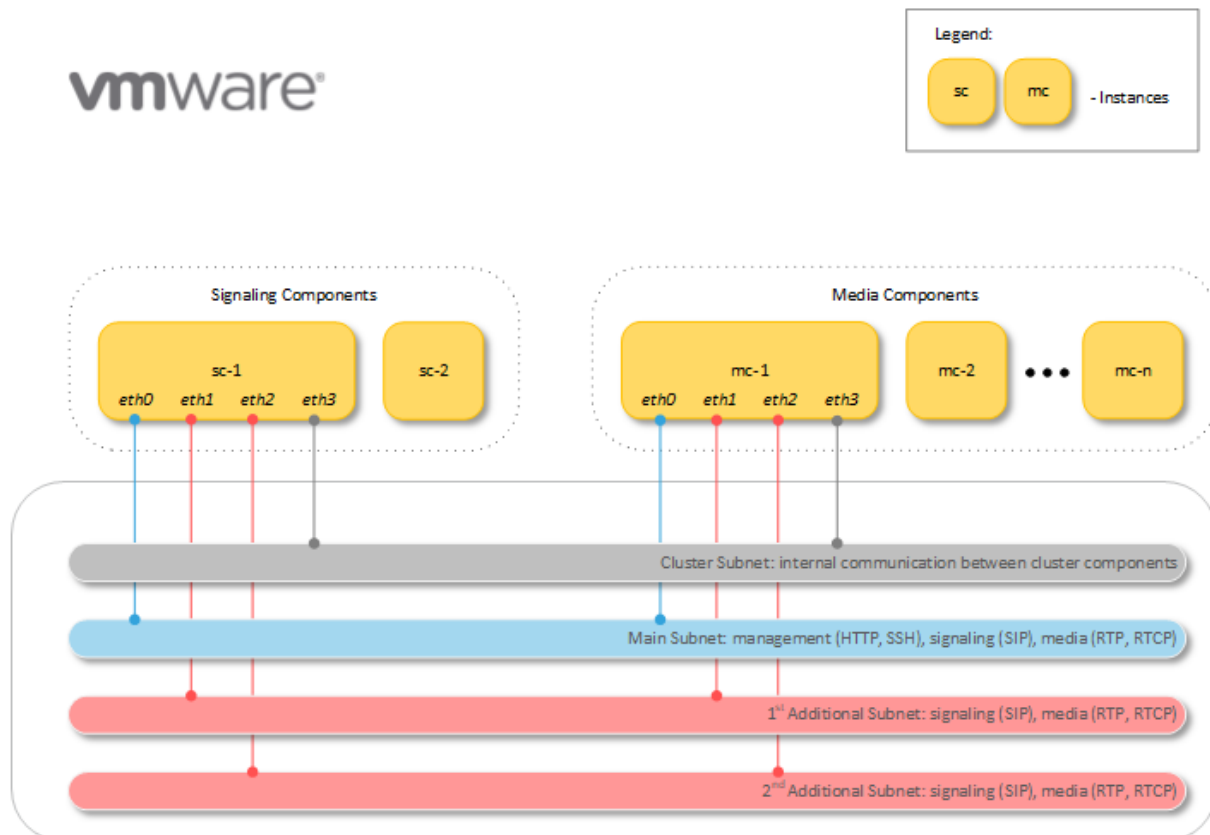 vmware®
Legend:
sc mc - Instances
Signaling Components
Media Components
sc-1
sc-2
mc-1
mc-2
mc-n
eth0 eth1 eth2 eth3
eth0 eth1 eth2 eth3
Cluster Subnet: internal communication between cluster components
Main Subnet: management (HTTP, SSH), signaling (SIP), media (RTP, RTCP)
1st Additional Subnet: signaling (SIP), media (RTP, RTCP)
2nd Additional Subnet: signaling (SIP), media (RTP, RTCP)